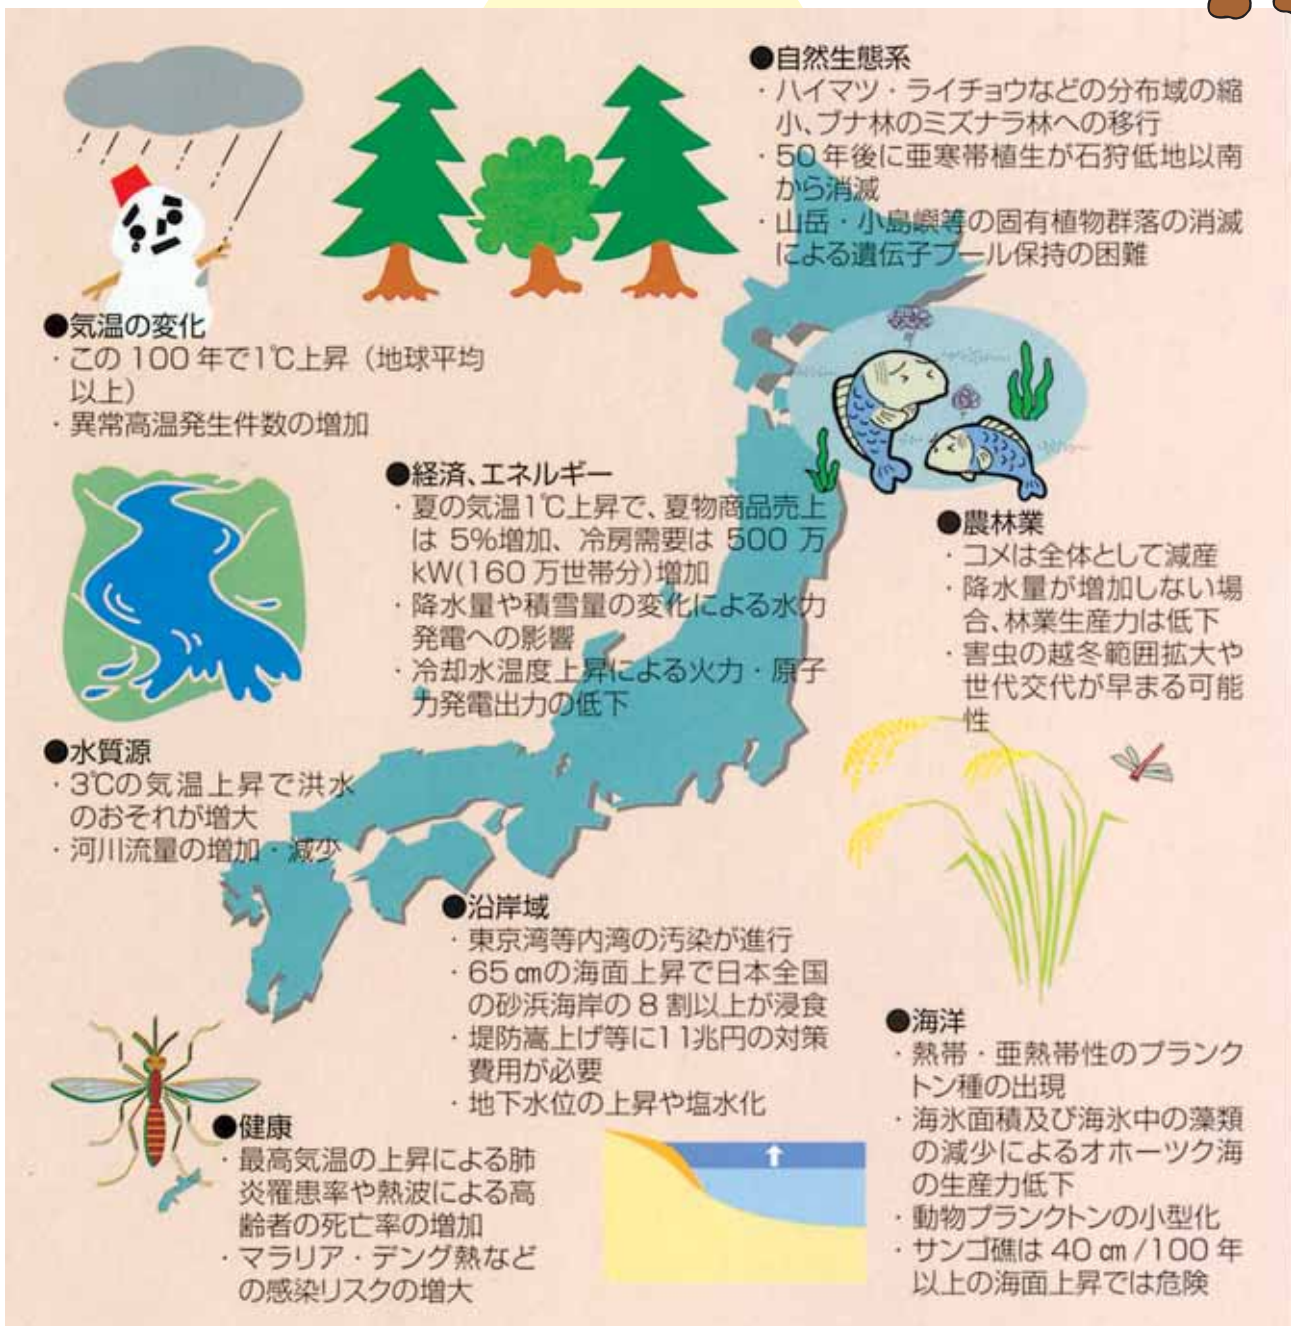 ●自然生態系
・ハイマツ・ライチョウなどの分布域の縮
小、ブナ林のミズナラ林への移行
・50年後に亜寒帯植生が石狩低地以南
から消滅
・山岳・小島嶼等の固有植物群落の消滅
による遺伝子プール保持の困難
●気温の変化
・この100年で1℃上昇（地球平均
以上）
・異常高温発生件数の増加
●経済、エネルギー
・夏の気温1℃上昇で、夏物商品売上
は5%増加、冷房需要は500万
kW(160万世帯分)増加
・降水量や積雪量の変化による水力
発電への影響
・冷却水温度上昇による火力・原子
力発電出力の低下
●農林業
・コメは全体として減産
・降水量が増加しない場
合、林業生産力は低下
・害虫の越冬範囲拡大や
世代交代が早まる可能
性
●水質源
・3℃の気温上昇で洪水
のおそれが増大
・河川流量の増加・減少
●沿岸域
・東京湾等内湾の汚染が進行
・65㎝の海面上昇で日本全国
の砂浜海岸の8割以上が浸食
・堤防嵩上げ等に11兆円の対策
費用が必要
・地下水位の上昇や塩水化
●海洋
・熱帯・亜熱帯性のプランク
トン種の出現
・海氷面積及び海氷中の藻類
の減少によるオホーツク海
の生産力低下
・動物プランクトンの小型化
・サンゴ礁は40㎝/100年
以上の海面上昇では危険
●健康
・最高気温の上昇による肺
炎罹患率や熱波による高
齢者の死亡率の増加
・マラリア・デング熱など
の感染リスクの増大